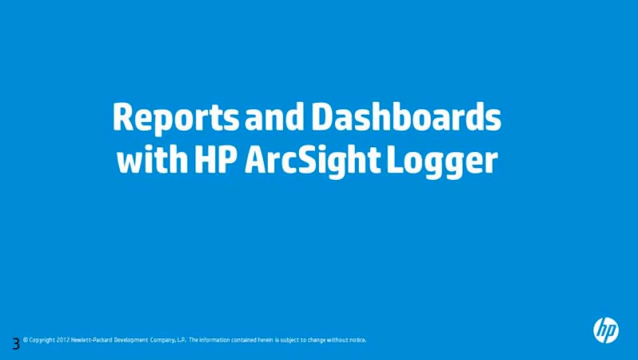 Reports and Dashboards
with HP ArcSight Logger
3 © Copyright 2012 Hewlett-Packard Development Company, L.P. The information contained herein is subject to change without notice.
hp